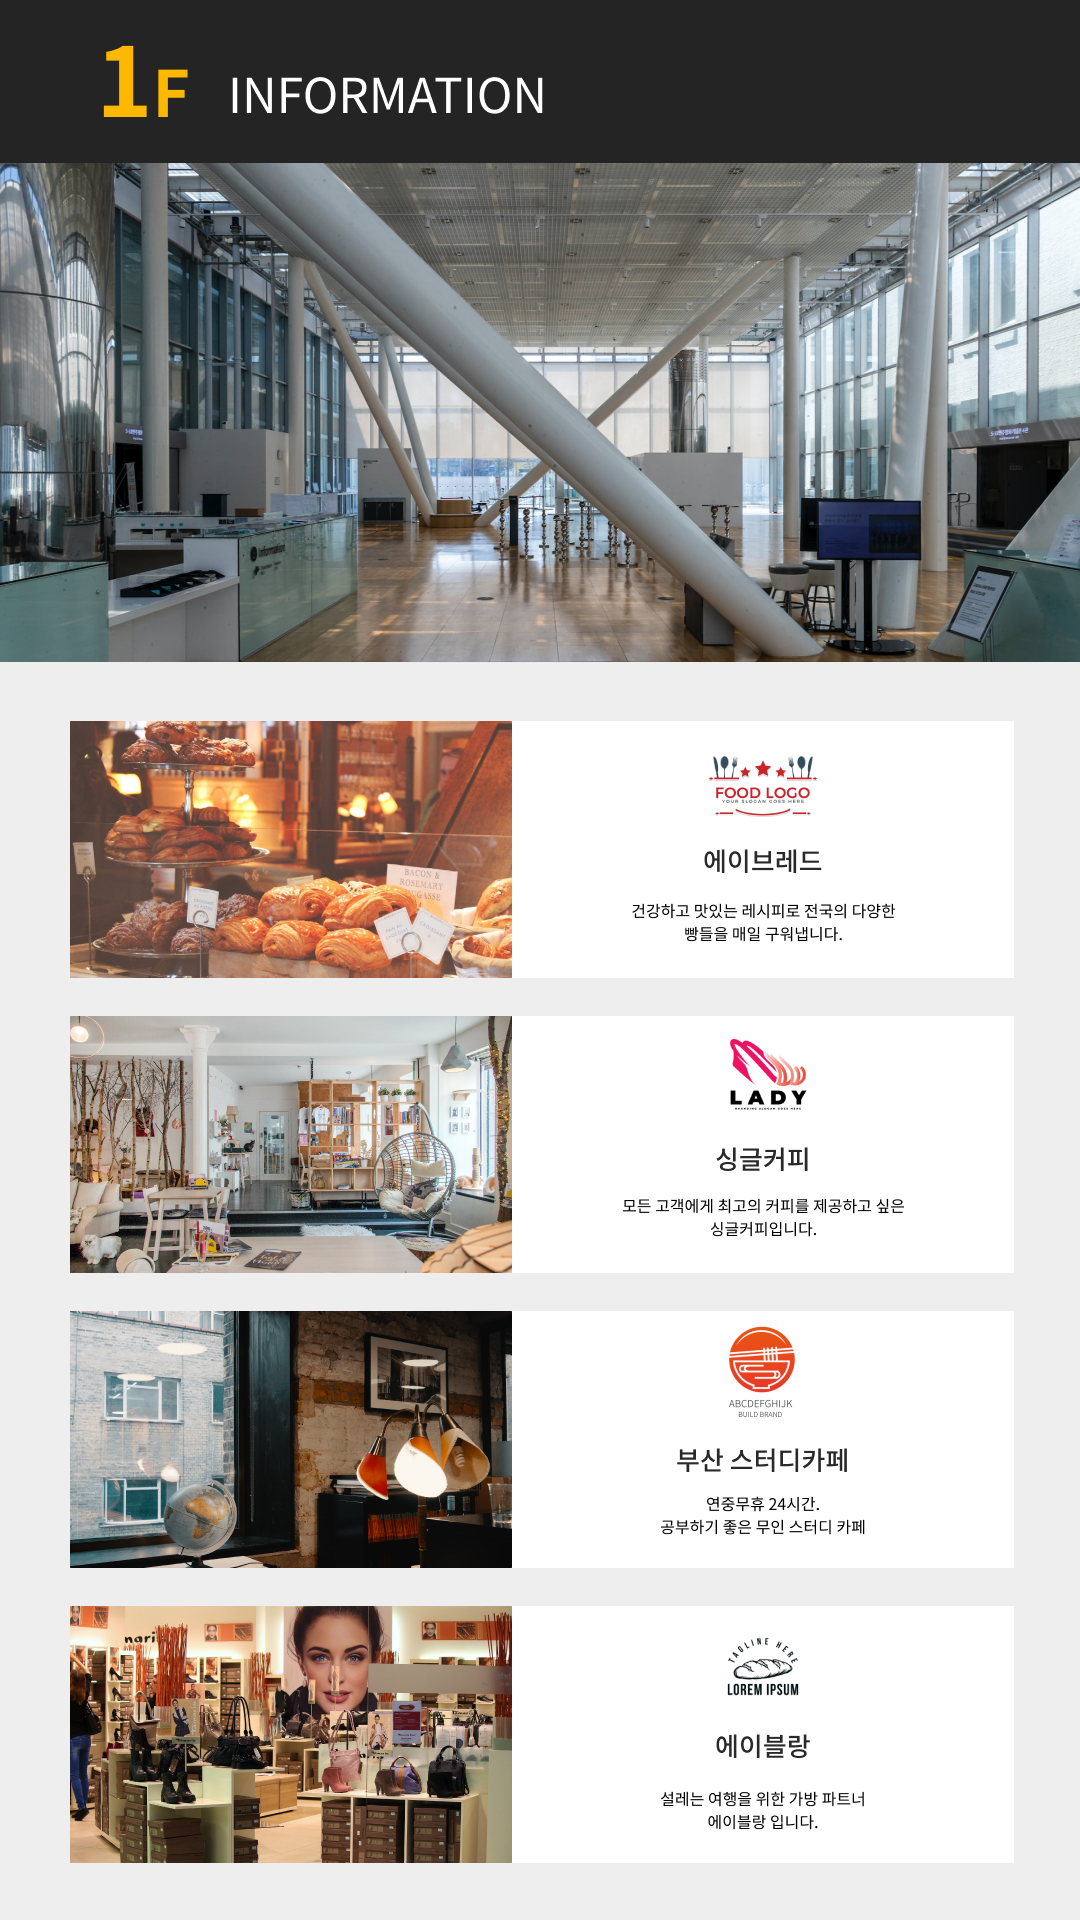 1F INFORMATION
information
BACON &
ROSEMARY
FOOD LOGO
YOUR SLOGAN GOES HERE
에이브레드
건강하고 맛있는 레시피로 전국의 다양한
빵들을 매일 구워냅니다.
LADY
BRANDING SLOGAN GOES HERE
싱글커피
모든 고객에게 최고의 커피를 제공하고 싶은
싱글커피입니다.
ABCDEFGHIJK
BUILD BRAND
부산 스터디카페
연중무휴 24시간.
공부하기 좋은 무인 스터디 카페
TAGLINE HERE
LOREM IPSUM
에이블랑
설레는 여행을 위한 가방 파트너
에이블랑 입니다.